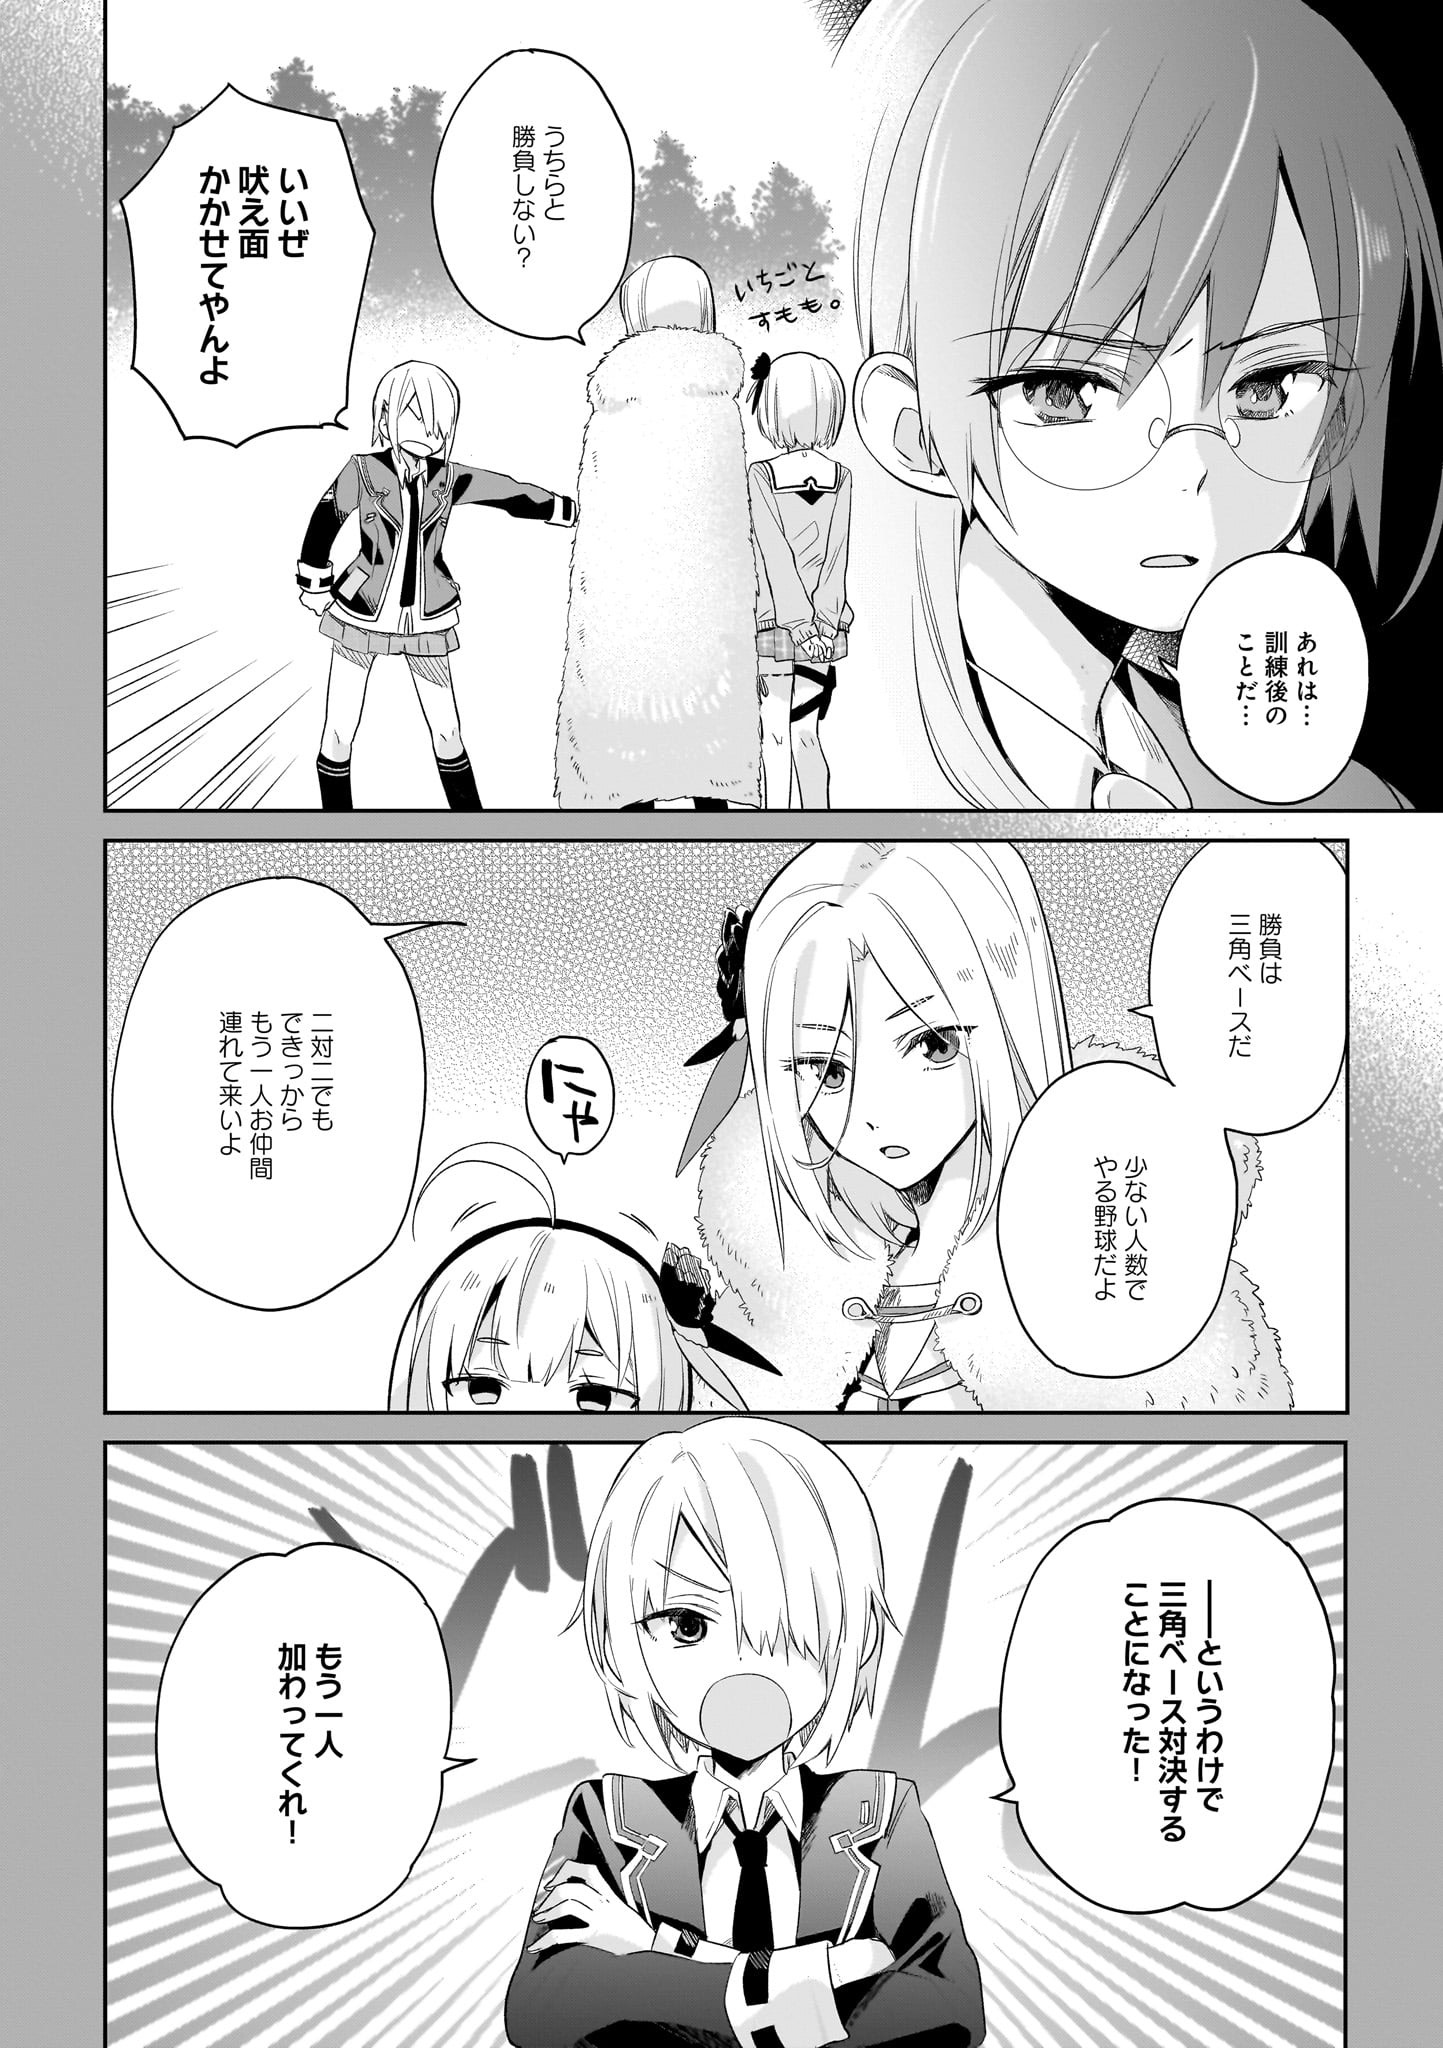 あれは…
訓練後の
ことだ…
うちらと
勝負しない？
いちごと
すもも。
いいぜ
吠え面
かかせてやんよ
勝負は
三角ベースだ
少ない人数で
やる野球だよ
にゃ
二対二でも
できっから
もう一人お仲間
連れて来いよ
――というわけで
三角ベース対決する
ことになった！
もう一人
加わってくれ！